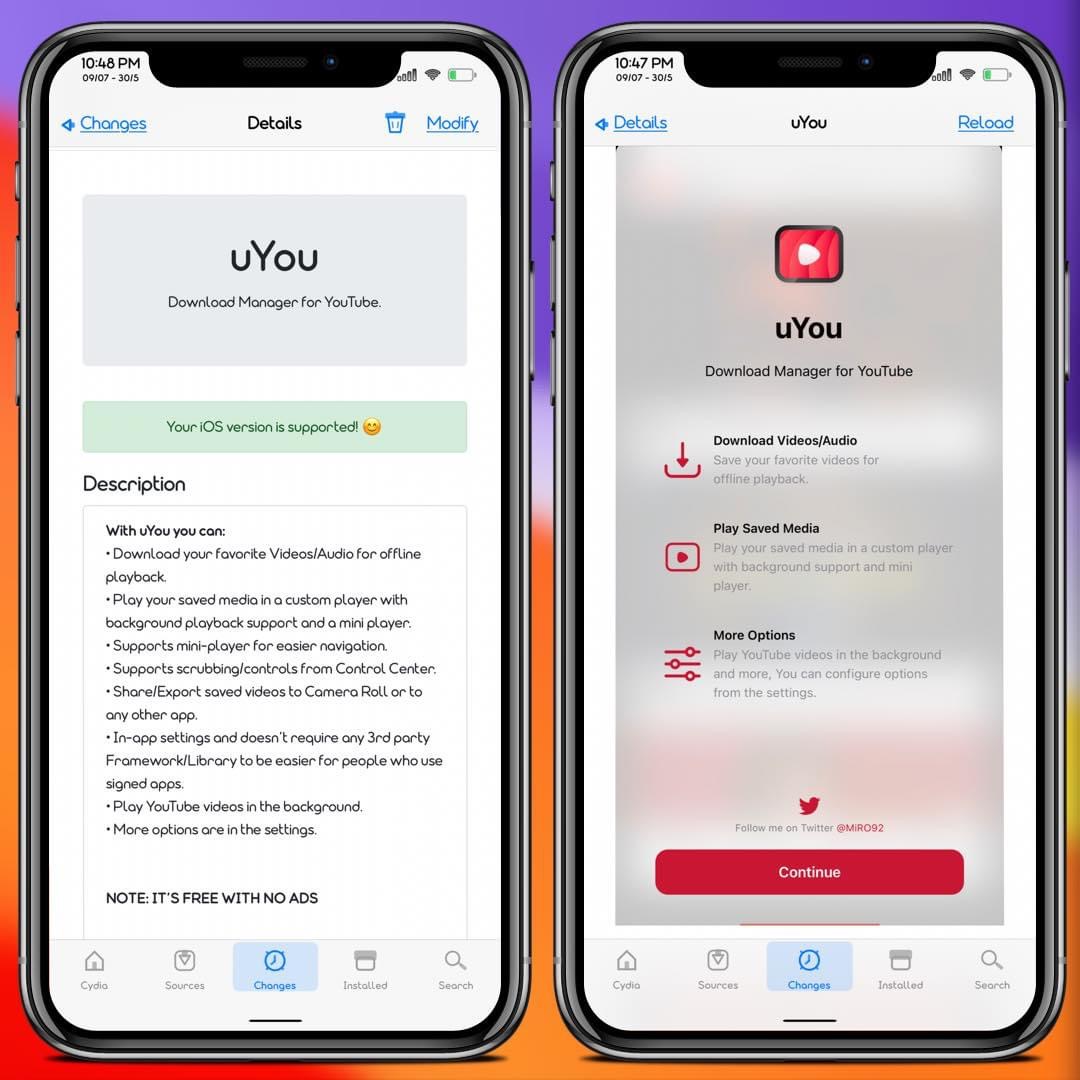 10:48 PM
09/07 - 30/5
Changes
Details
Modify
uYou
Download Manager for YouTube.
Your iOS version is supported! 😊
Description
With uYou you can:
• Download your favorite Videos/Audio for offline
playback.
• Play your saved media in a custom player with
background playback support and a mini player.
• Supports mini-player for easier navigation.
• Supports scrubbing/controls from Control Center.
• Share/Export saved videos to Camera Roll or to
any other app.
• In-app settings and doesn't require any 3rd party
Framework/Library to be easier for people who use
signed apps.
• Play YouTube videos in the background.
• More options are in the settings.
NOTE: IT'S FREE WITH NO ADS
Cydia
Sources
Changes
Installed
Search
10:47 PM
09/07 - 30/5
Details
uYou
Reload
uYou
Download Manager for YouTube
Download Videos/Audio
Save your favorite videos for
offline playback.
Play Saved Media
Play your saved media in a custom player
with background support and mini
player.
More Options
Play YouTube videos in the background
and more, You can configure options
from the settings.
Follow me on Twitter @MiRO92
Continue
Cydia
Sources
Changes
Installed
Search